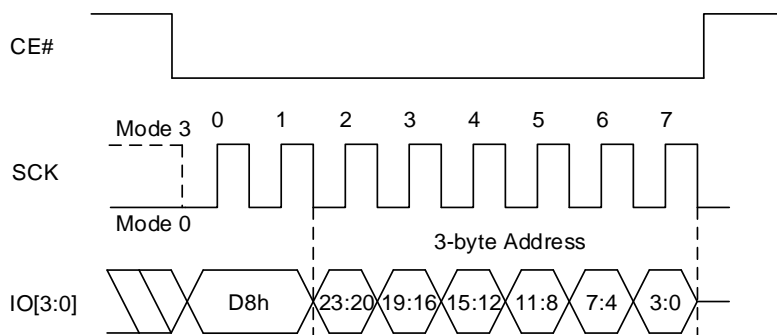 CE#
Mode 3
0 1 2 3 4 5 6 7
SCK
Mode 0
3-byte Address
IO[3:0]
D8h 23:20 19:16 15:12 11:8 7:4 3:0